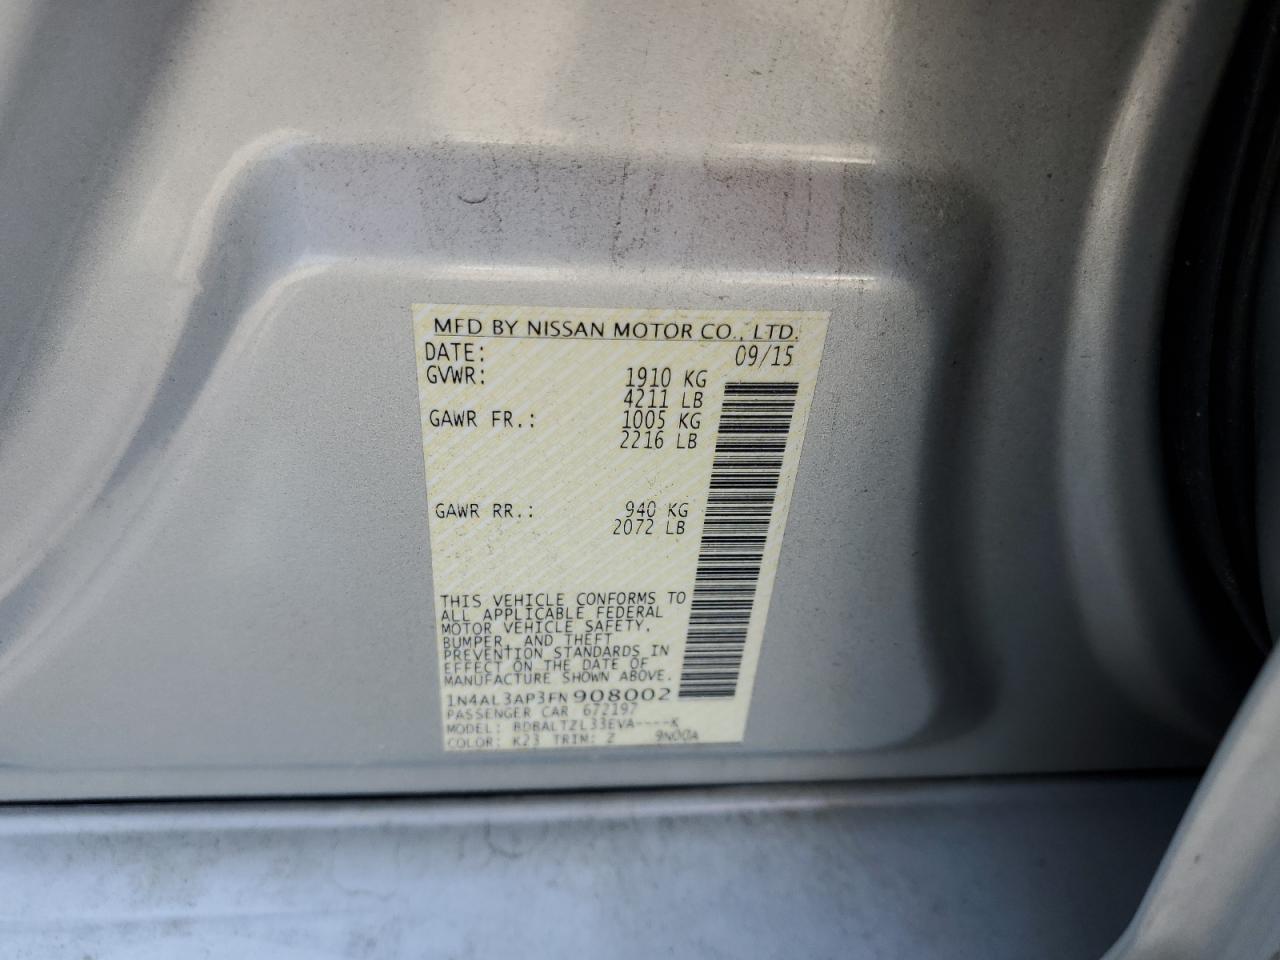 MFD BY NISSAN MOTOR CO., LTD.
DATE: 09/15
GVWR: 1910 KG
4211 LB
GAWR FR.: 1005 KG
2216 LB
GAWR RR.: 940 KG
2072 LB
THIS VEHICLE CONFORMS TO
ALL APPLICABLE FEDERAL
MOTOR VEHICLE SAFETY,
BUMPER, AND THEFT
PREVENTION STANDARDS IN
EFFECT ON THE DATE OF
MANUFACTURE SHOWN ABOVE.
1N4AL3AP3FN908002
PASSENGER CAR 672197
MODEL: BDBALTZL33EVA----K
COLOR: K23 TRIM: Z 9N00A